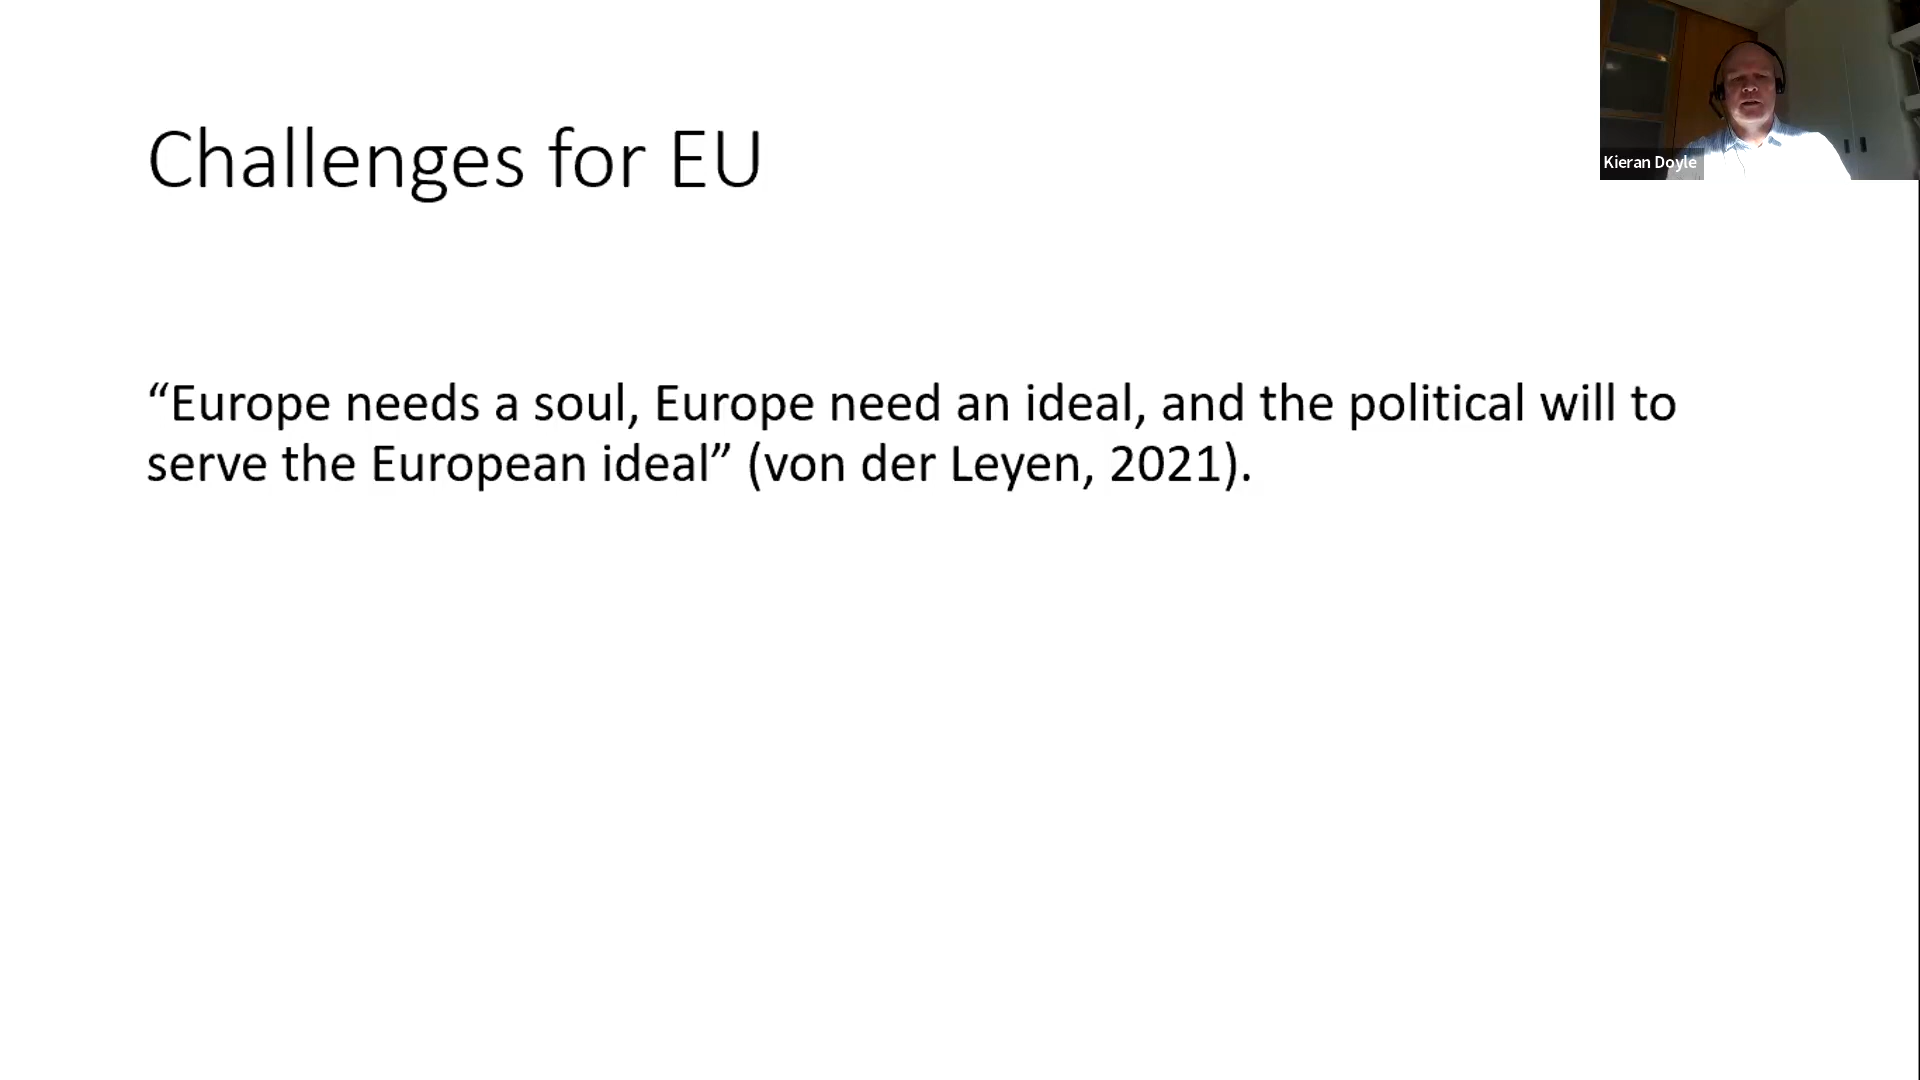 Challenges for EU
Kieran Doyle
“Europe needs a soul, Europe need an ideal, and the political will to
serve the European ideal” (von der Leyen, 2021).